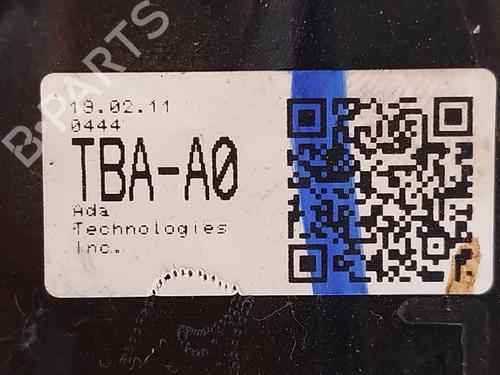 B-PARTS
19.02.11
0444
TBA-A0
Ada
Technologies
Inc.